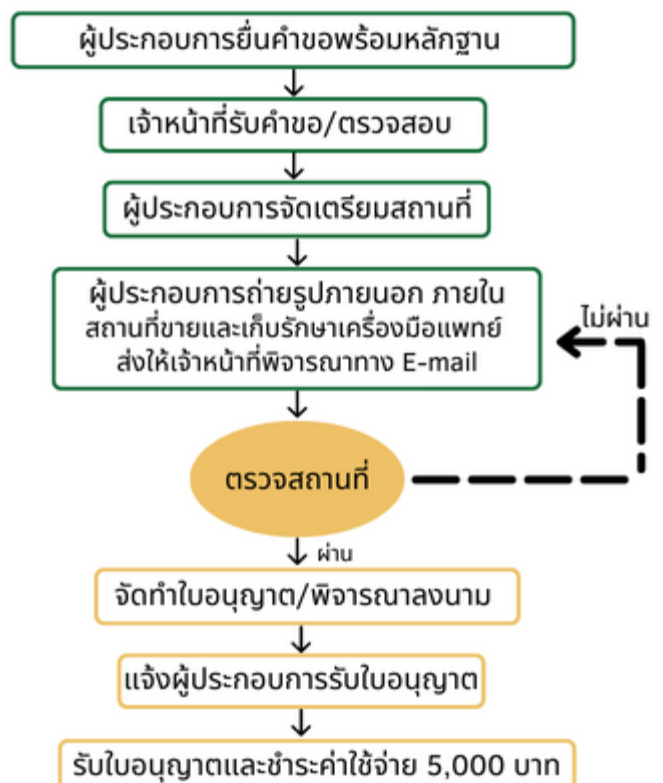 ผู้ประกอบการยื่นคำขอพร้อมหลักฐาน
เจ้าหน้าที่รับคำขอ/ตรวจสอบ
ผู้ประกอบการจัดเตรียมสถานที่
ผู้ประกอบการถ่ายรูปภายนอก ภายใน
สถานที่ขายและเก็บรักษาเครื่องมือแพทย์
ส่งให้เจ้าหน้าที่พิจารณาทาง E-mail
ไม่ผ่าน
ตรวจสถานที่
ผ่าน
จัดทำใบอนุญาต/พิจารณาลงนาม
แจ้งผู้ประกอบการรับใบอนุญาต
รับใบอนุญาตและชำระค่าใช้จ่าย 5,000 บาท